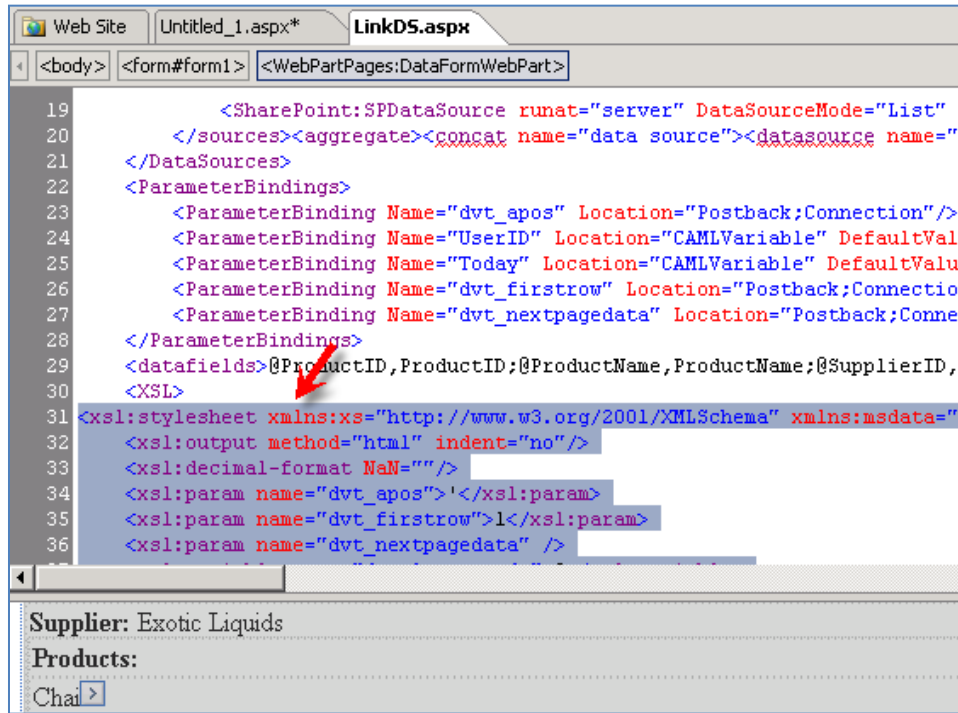 Web Site Untitled_1.aspx* LinkDS.aspx
<body> <form#form1> <WebPartPages:DataFormWebPart>
19 <SharePoint:SPDataSource runat="server" DataSourceMode="List"
20 </sources><aggregate><concat name="data source"><datasource name="
21 </DataSources>
22 <ParameterBindings>
23 <ParameterBinding Name="dvt_apos" Location="Postback;Connection"/>
24 <ParameterBinding Name="UserID" Location="CAMLVariable" DefaultVal
25 <ParameterBinding Name="Today" Location="CAMLVariable" DefaultValu
26 <ParameterBinding Name="dvt_firstrow" Location="Postback;Connectio
27 <ParameterBinding Name="dvt_nextpagedata" Location="Postback;Conne
28 </ParameterBindings>
29 <datafields>@ProductID,ProductID;@ProductName,ProductName;@SupplierID,
30 <XSL>
31 <xsl:stylesheet xmlns:xs="http://www.w3.org/2001/XMLSchema" xmlns:msdata="
32 <xsl:output method="html" indent="no"/>
33 <xsl:decimal-format NaN=""/>
34 <xsl:param name="dvt_apos">'</xsl:param>
35 <xsl:param name="dvt_firstrow">1</xsl:param>
36 <xsl:param name="dvt_nextpagedata" />
Supplier: Exotic Liquids
Products:
Chai